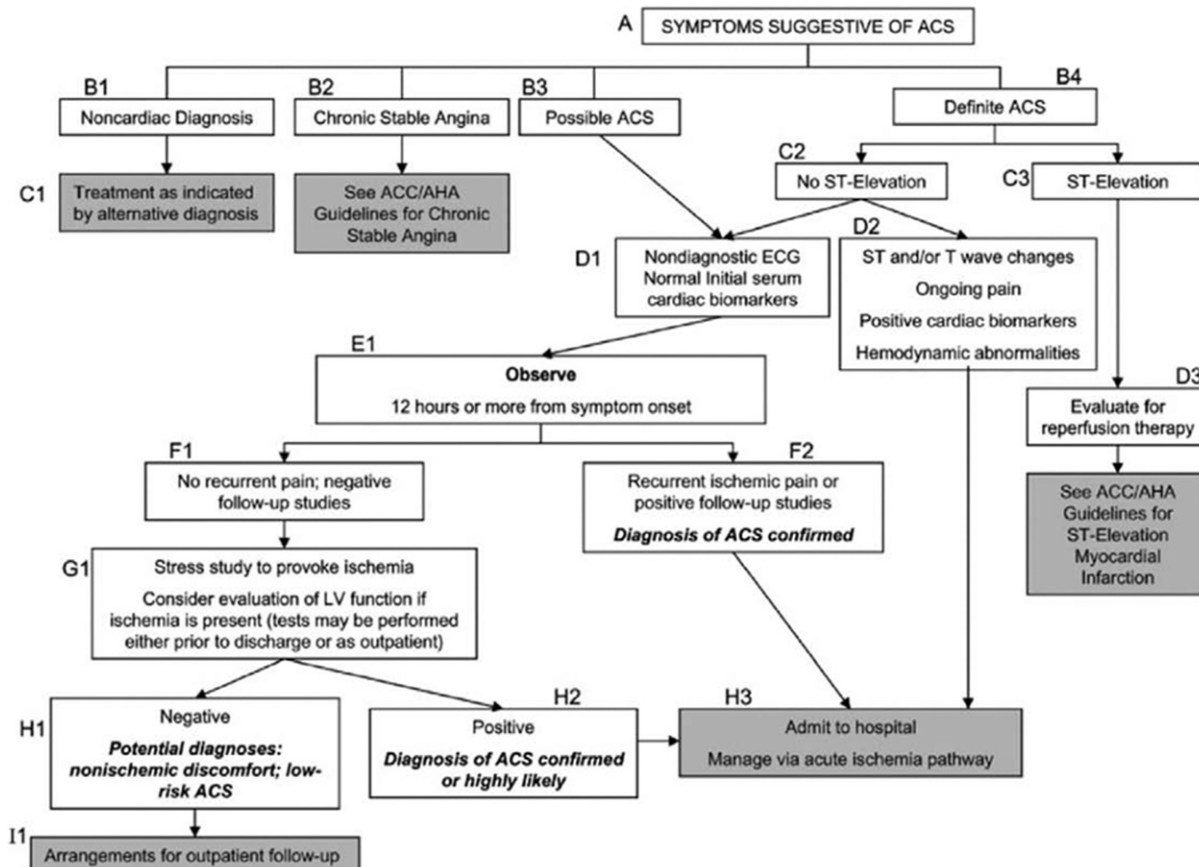 A
SYMPTOMS SUGGESTIVE OF ACS
B1
Noncardiac Diagnosis
B2
Chronic Stable Angina
B3
Possible ACS
B4
Definite ACS
C1
Treatment as indicated
by alternative diagnosis
See ACC/AHA
Guidelines for Chronic
Stable Angina
C2
No ST-Elevation
C3
ST-Elevation
D1
Nondiagnostic ECG
Normal Initial serum
cardiac biomarkers
D2
ST and/or T wave changes
Ongoing pain
Positive cardiac biomarkers
Hemodynamic abnormalities
D3
Evaluate for
reperfusion therapy
See ACC/AHA
Guidelines for
ST-Elevation
Myocardial
Infarction
E1
Observe
12 hours or more from symptom onset
F1
No recurrent pain; negative
follow-up studies
F2
Recurrent ischemic pain or
positive follow-up studies
Diagnosis of ACS confirmed
G1
Stress study to provoke ischemia
Consider evaluation of LV function if
ischemia is present (tests may be performed
either prior to discharge or as outpatient)
H1
Negative
Potential diagnoses:
nonischemic discomfort; low-
risk ACS
H2
Positive
Diagnosis of ACS confirmed
or highly likely
H3
Admit to hospital
Manage via acute ischemia pathway
I1
Arrangements for outpatient follow-up